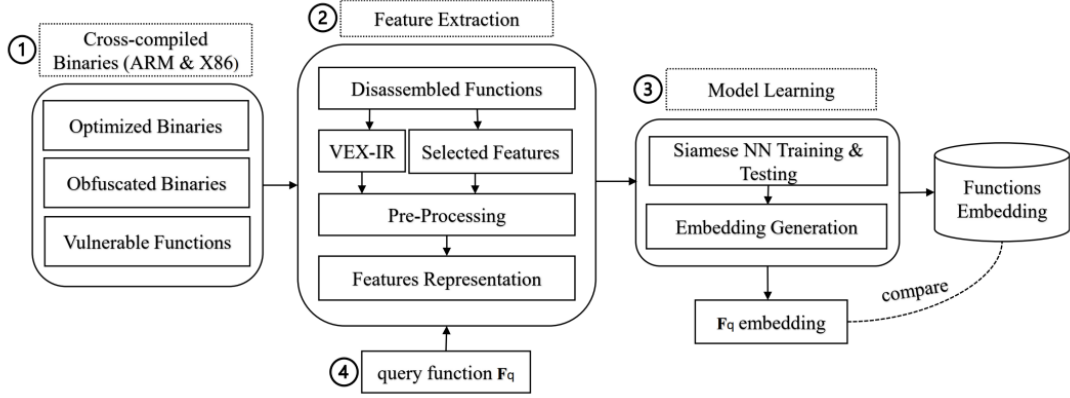 1
Cross-compiled
Binaries (ARM & X86)
Optimized Binaries
Obfuscated Binaries
Vulnerable Functions
2
Feature Extraction
Disassembled Functions
VEX-IR
Selected Features
Pre-Processing
Features Representation
4
query function Fq
3
Model Learning
Siamese NN Training &
Testing
Embedding Generation
Fq embedding
compare
Functions
Embedding